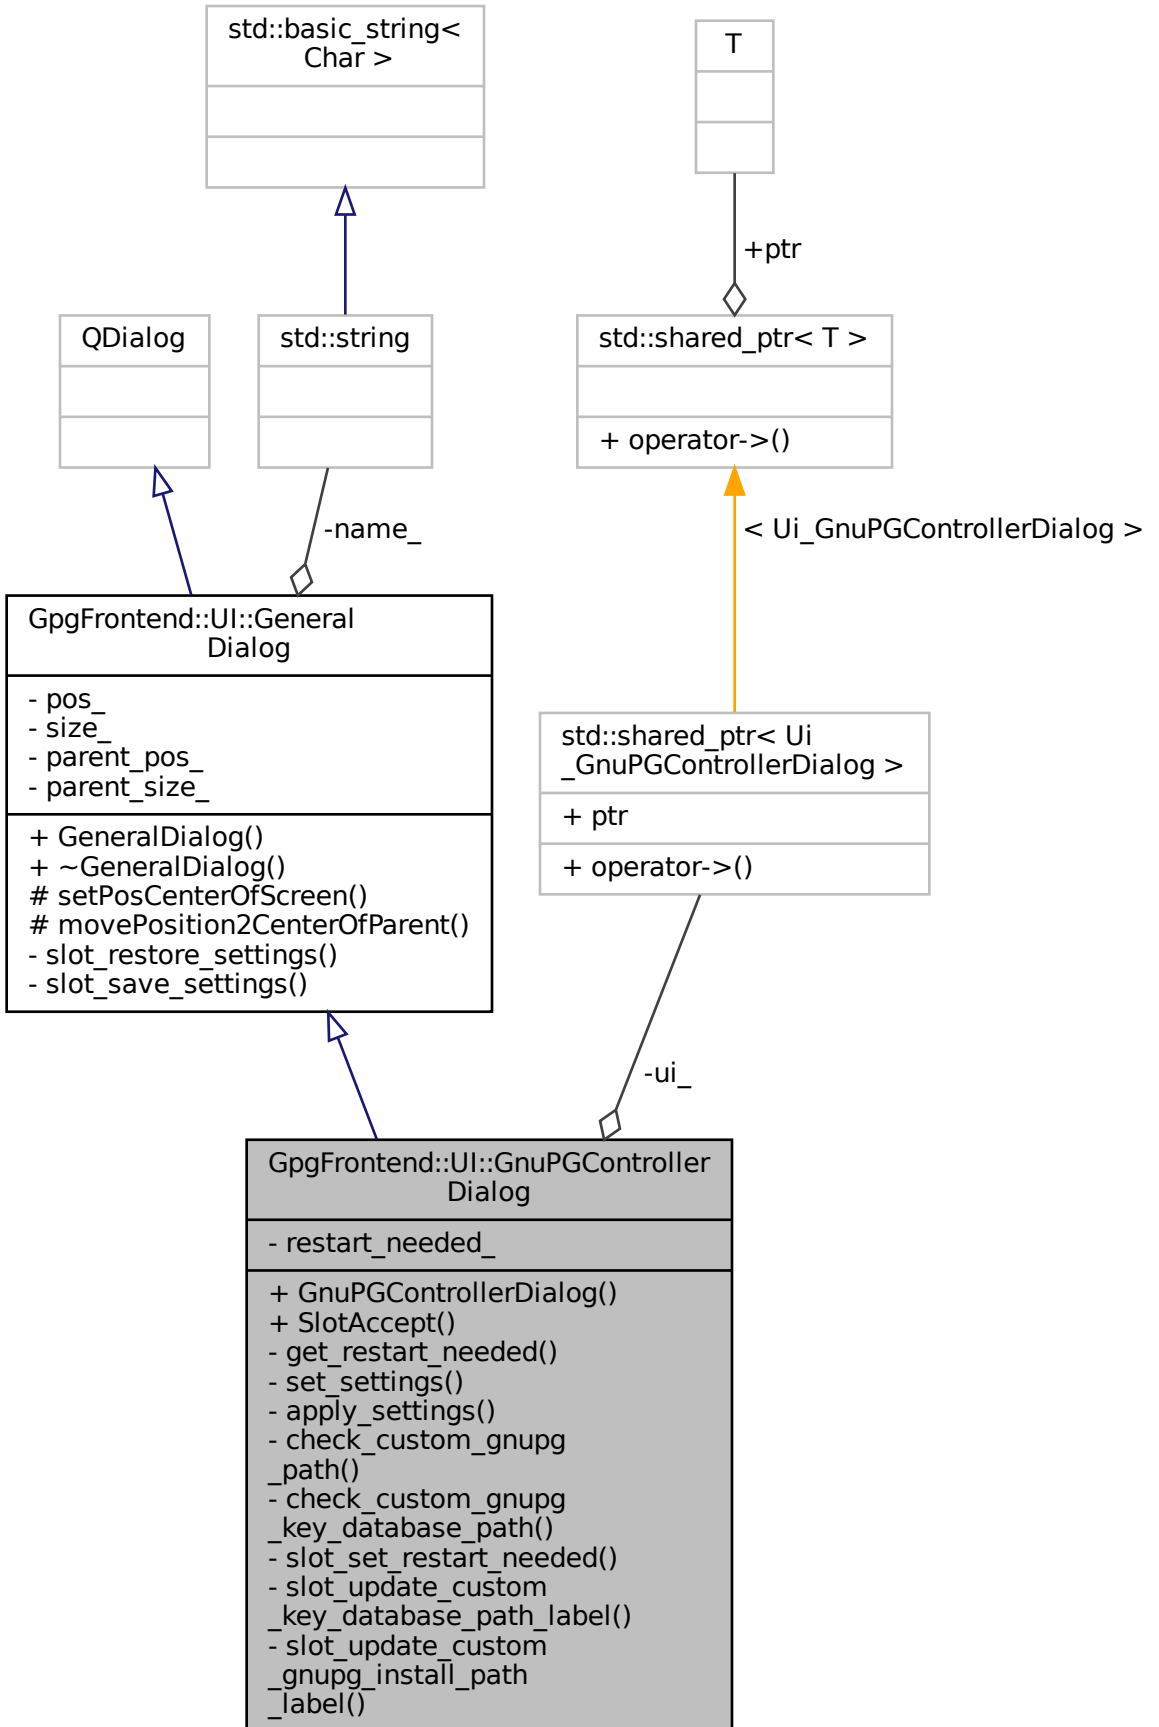 std::basic_string<
Char >
T
+ptr
QDialog
std::string
std::shared_ptr< T >
+ operator->()
-name_
< Ui_GnuPGControllerDialog >
GpgFrontend::UI::General
Dialog
- pos_
- size_
- parent_pos_
- parent_size_
+ GeneralDialog()
+ ~GeneralDialog()
# setPosCenterOfScreen()
# movePosition2CenterOfParent()
- slot_restore_settings()
- slot_save_settings()
std::shared_ptr< Ui
_GnuPGControllerDialog >
+ ptr
+ operator->()
-ui_
GpgFrontend::UI::GnuPGController
Dialog
- restart_needed_
+ GnuPGControllerDialog()
+ SlotAccept()
- get_restart_needed()
- set_settings()
- apply_settings()
- check_custom_gnupg
_path()
- check_custom_gnupg
_key_database_path()
- slot_set_restart_needed()
- slot_update_custom
_key_database_path_label()
- slot_update_custom
_gnupg_install_path
_label()